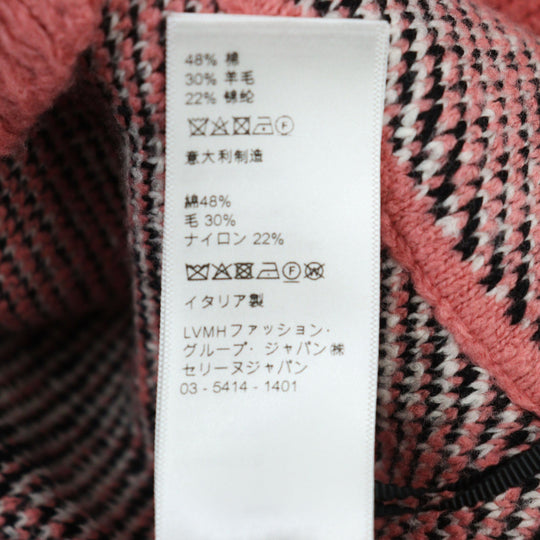 48% 棉
30% 羊毛
22% 锦纶
意大利制造
綿48%
毛 30%
ナイロン 22%
イタリア製
LVMHファッション・
グループ・ジャパン㈱
セリーヌジャパン
03 - 5414 - 1401